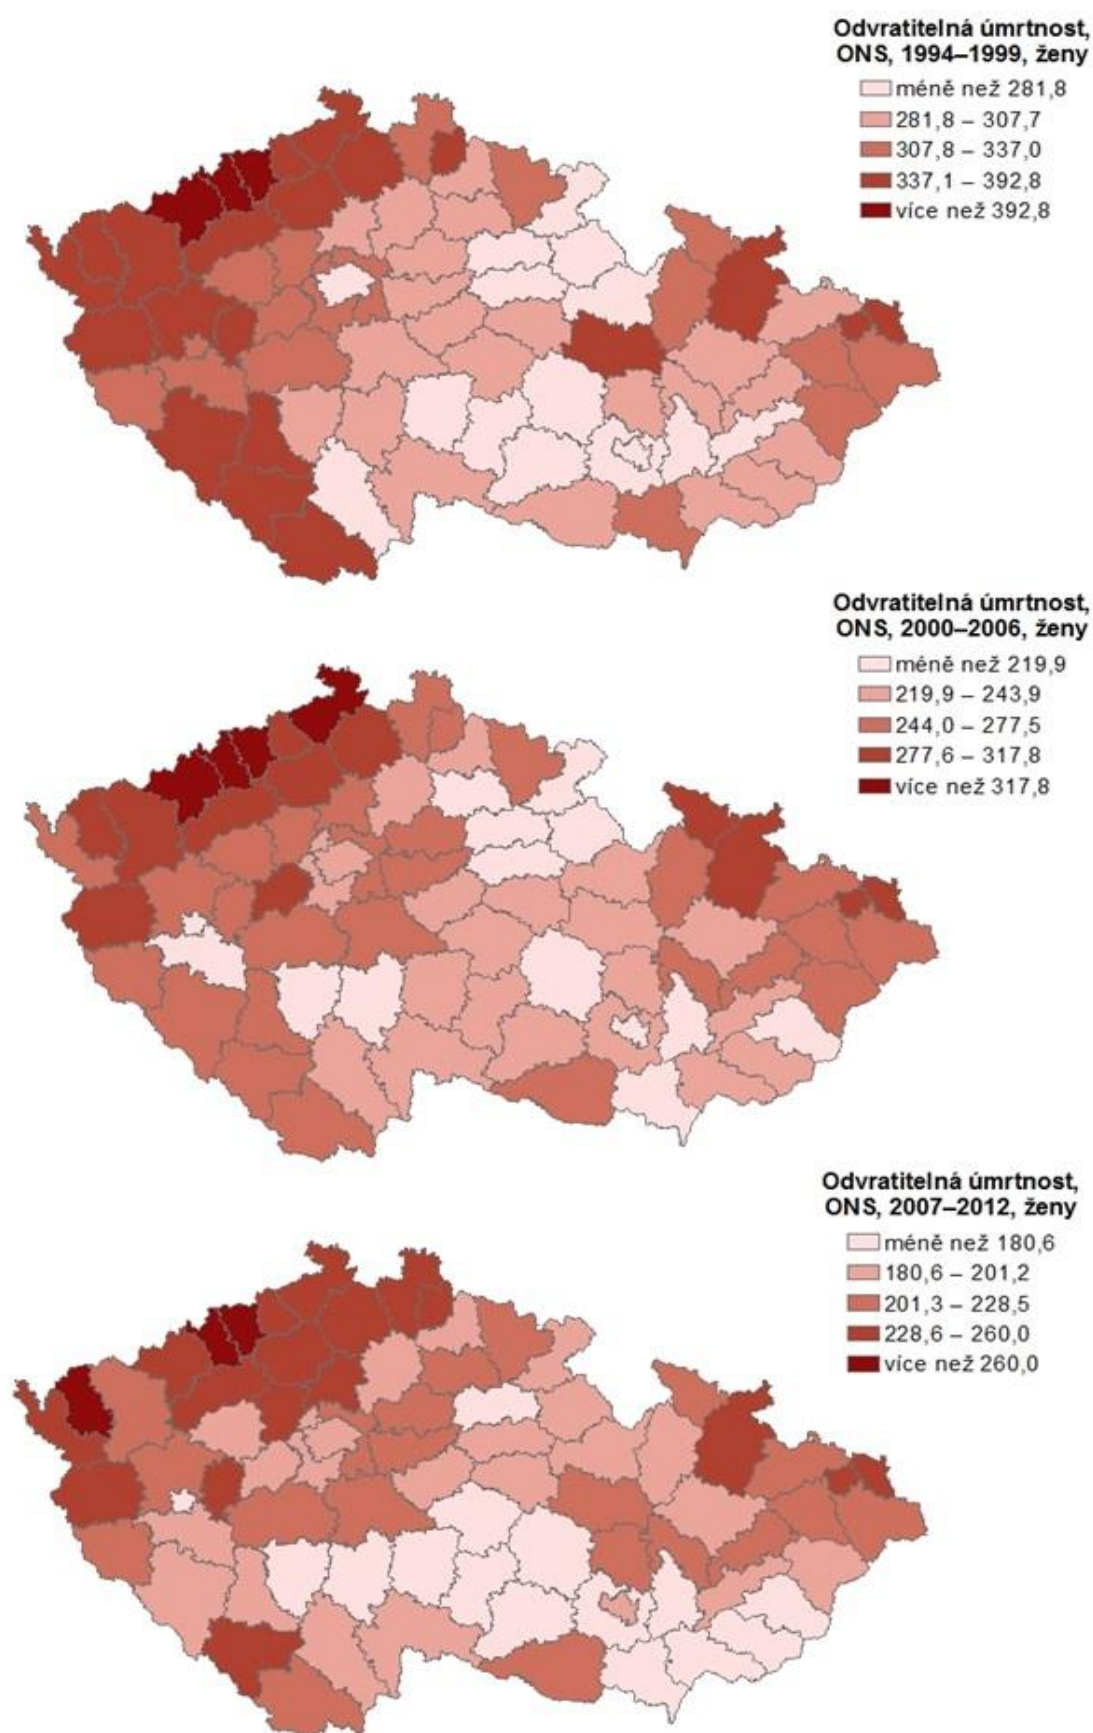 Odvratitelná úmrtnost,
ONS, 1994–1999, ženy
méně než 281,8
281,8 – 307,7
307,8 – 337,0
337,1 – 392,8
více než 392,8
Odvratitelná úmrtnost,
ONS, 2000–2006, ženy
méně než 219,9
219,9 – 243,9
244,0 – 277,5
277,6 – 317,8
více než 317,8
Odvratitelná úmrtnost,
ONS, 2007–2012, ženy
méně než 180,6
180,6 – 201,2
201,3 – 228,5
228,6 – 260,0
více než 260,0